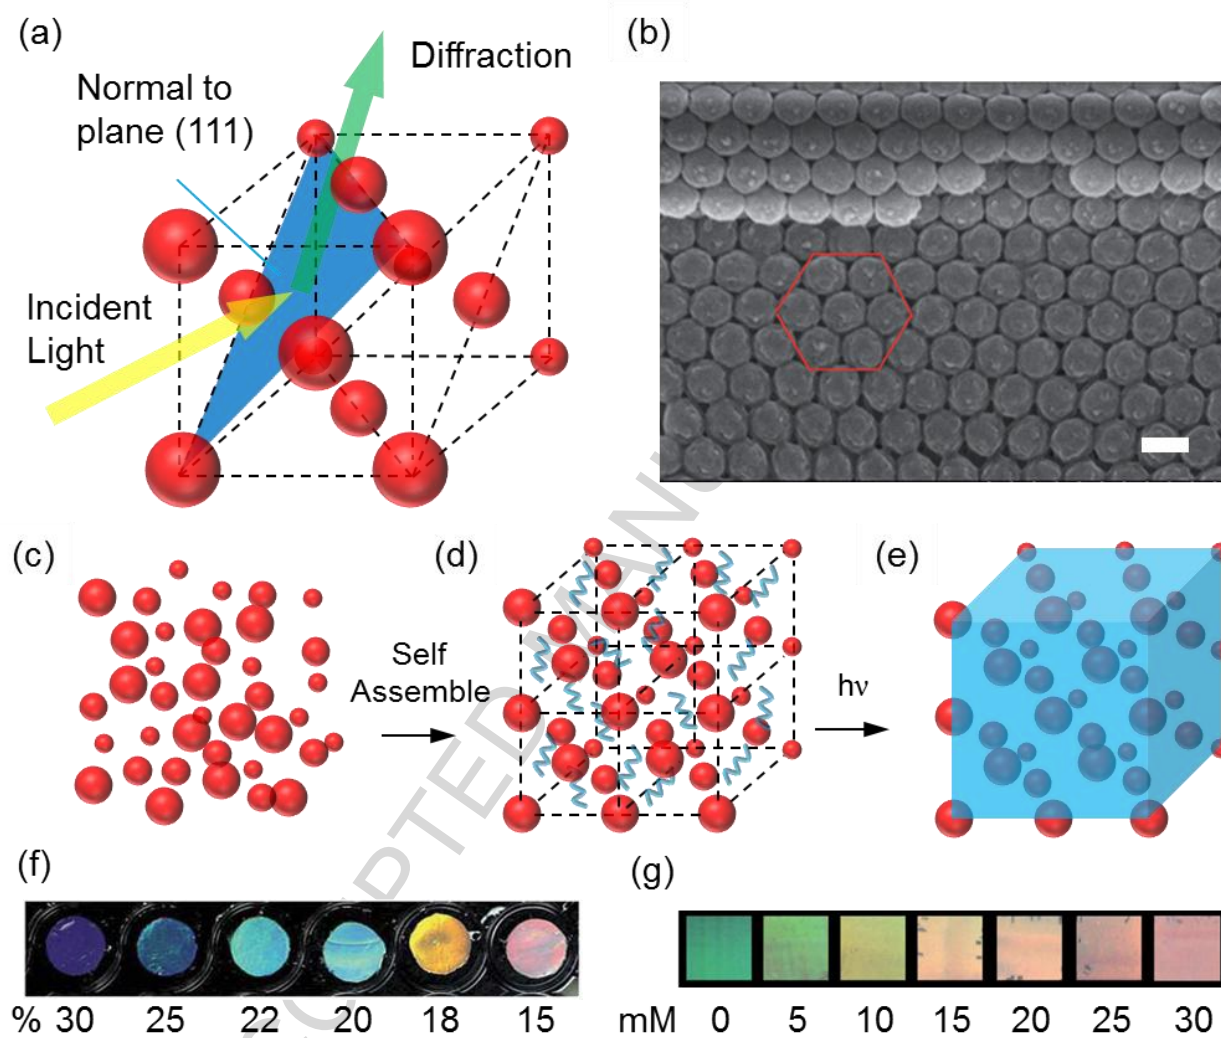 (a)
Diffraction
Normal to
plane (111)
Incident
Light
(b)
(c)
Self
Assemble
(d)
hν
(e)
(f)
% 30 25 22 20 18 15
(g)
mM 0 5 10 15 20 25 30